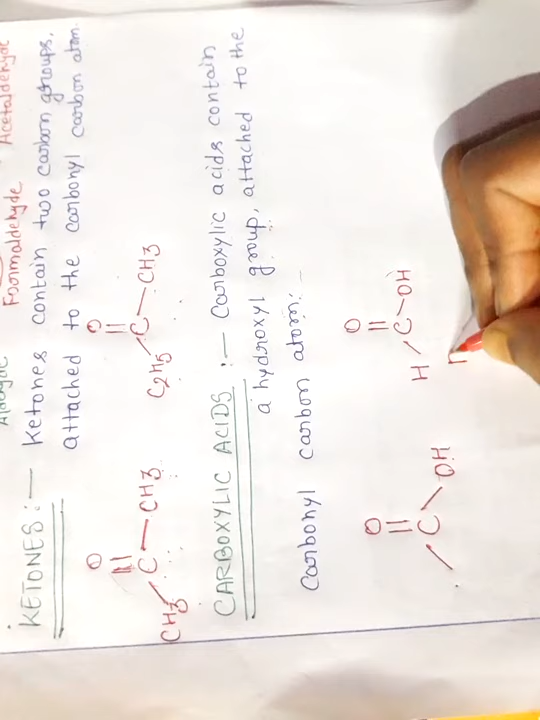 Formaldehyde Acetaldehyde
KETONES :— Ketones contain two carbon groups,
attached to the carbonyl carbon atom.
O O
|| ||
CH3 — C — CH3 C2H5 — C — CH3
CARBOXYLIC ACIDS :— Carboxylic acids contain
a hydroxyl group, attached to the
Carbonyl carbon atom:—
O O
|| ||
C — OH H — C — OH